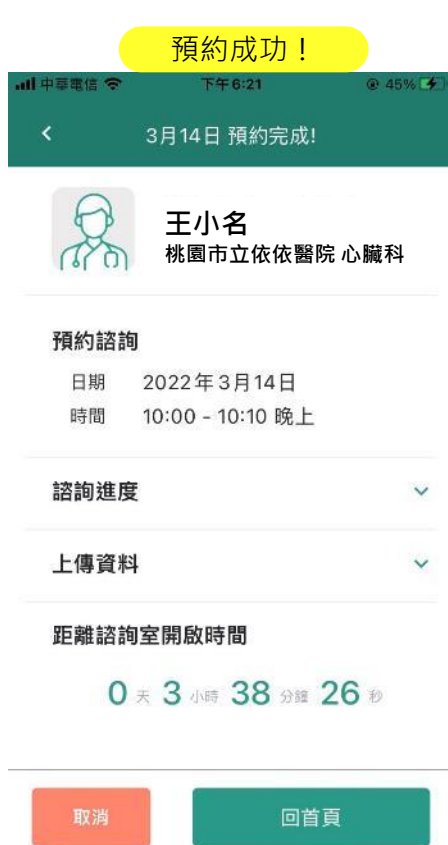 預約成功！
中華電信 下午6:21 45%
3月14日 預約完成!
王小名
桃園市立依依醫院 心臟科
預約諮詢
日期 2022年3月14日
時間 10:00 - 10:10 晚上
諮詢進度
上傳資料
距離諮詢室開啟時間
0 天 3 小時 38 分鐘 26 秒
取消 回首頁